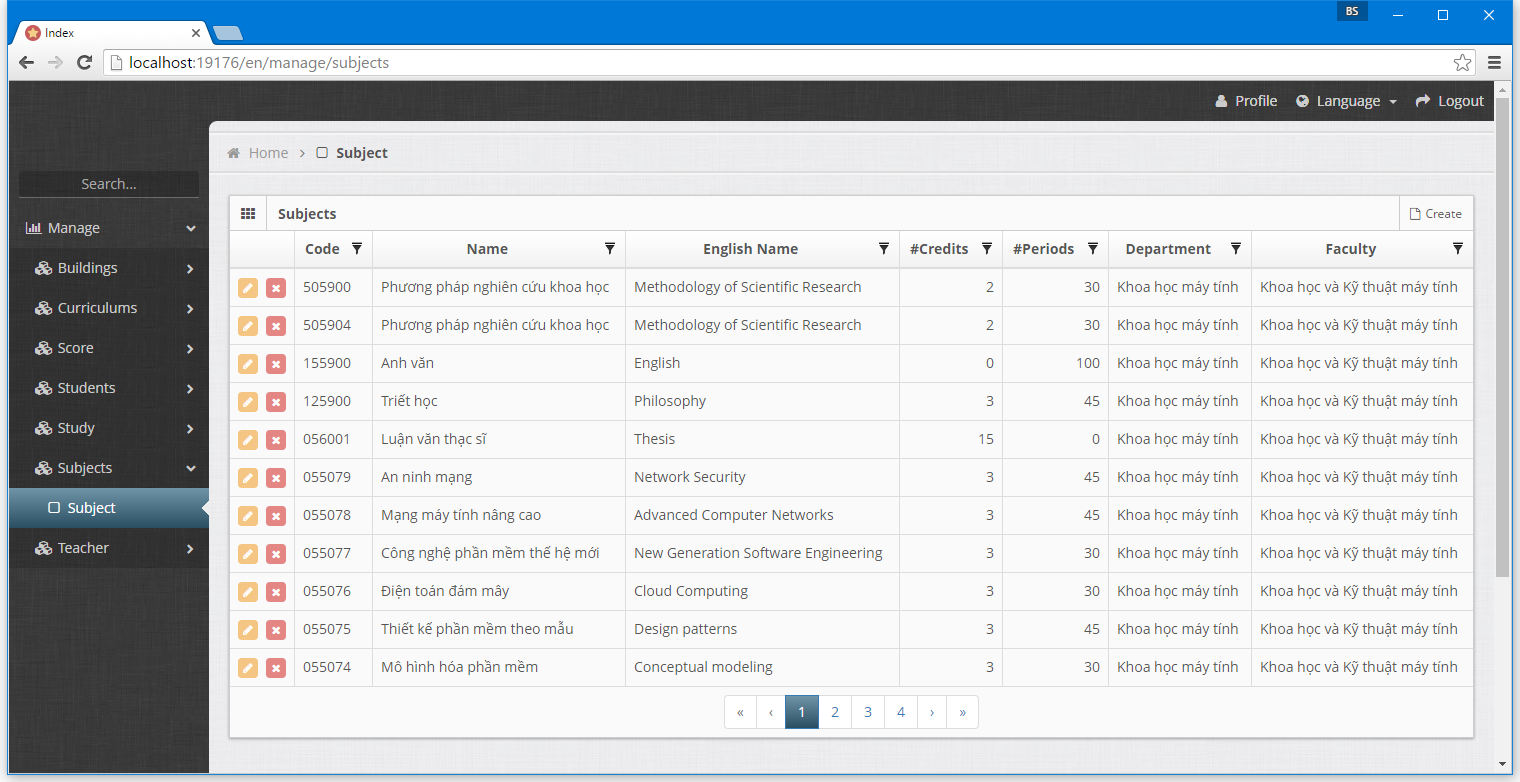 BS
Index
localhost:19176/en/manage/subjects
Profile Language Logout
Home > Subject
Search...
Manage
Buildings
Curriculums
Score
Students
Study
Subjects
Subject
Teacher
Subjects Create
Code Name English Name #Credits #Periods Department Faculty
505900 Phương pháp nghiên cứu khoa học Methodology of Scientific Research 2 30 Khoa học máy tính Khoa học và Kỹ thuật máy tính
505904 Phương pháp nghiên cứu khoa học Methodology of Scientific Research 2 30 Khoa học máy tính Khoa học và Kỹ thuật máy tính
155900 Anh văn English 0 100 Khoa học máy tính Khoa học và Kỹ thuật máy tính
125900 Triết học Philosophy 3 45 Khoa học máy tính Khoa học và Kỹ thuật máy tính
056001 Luận văn thạc sĩ Thesis 15 0 Khoa học máy tính Khoa học và Kỹ thuật máy tính
055079 An ninh mạng Network Security 3 45 Khoa học máy tính Khoa học và Kỹ thuật máy tính
055078 Mạng máy tính nâng cao Advanced Computer Networks 3 45 Khoa học máy tính Khoa học và Kỹ thuật máy tính
055077 Công nghệ phần mềm thế hệ mới New Generation Software Engineering 3 30 Khoa học máy tính Khoa học và Kỹ thuật máy tính
055076 Điện toán đám mây Cloud Computing 3 30 Khoa học máy tính Khoa học và Kỹ thuật máy tính
055075 Thiết kế phần mềm theo mẫu Design patterns 3 45 Khoa học máy tính Khoa học và Kỹ thuật máy tính
055074 Mô hình hóa phần mềm Conceptual modeling 3 30 Khoa học máy tính Khoa học và Kỹ thuật máy tính
« ‹ 1 2 3 4 › »